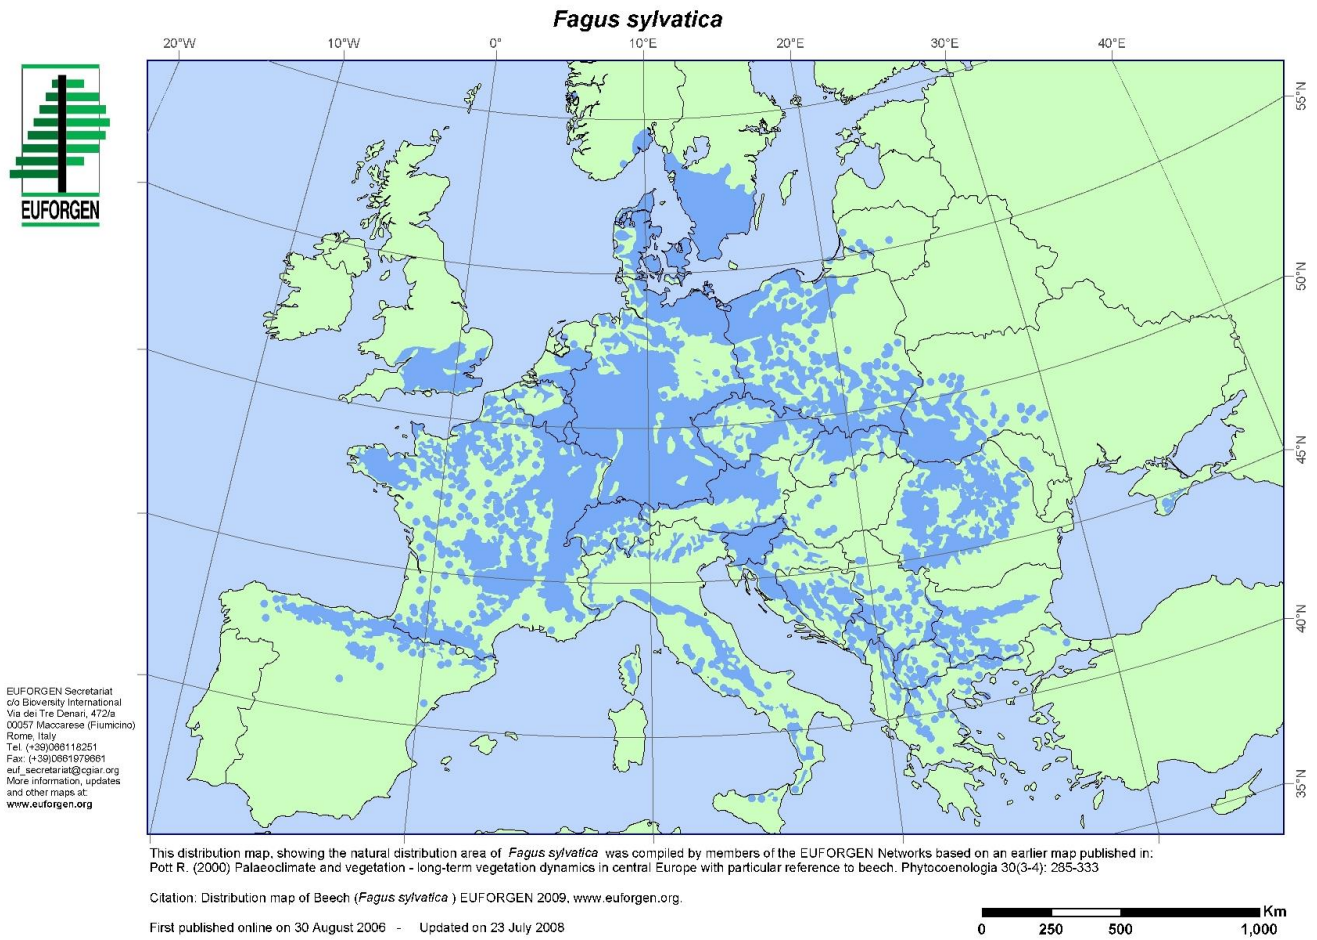 Fagus sylvatica
20°W 10°W 0° 10°E 20°E 30°E 40°E
55°N
50°N
45°N
40°N
35°N
EUFORGEN
EUFORGEN Secretariat
c/o Bioversity International
Via dei Tre Denari, 472/a
00057 Maccarese (Fiumicino)
Rome, Italy
Tel. (+39)066118251
Fax: (+39)0661979661
euf_secretariat@cgiar.org
More information, updates
and other maps at:
www.euforgen.org
This distribution map, showing the natural distribution area of Fagus sylvatica was compiled by members of the EUFORGEN Networks based on an earlier map published in:
Pott R. (2000) Palaeoclimate and vegetation - long-term vegetation dynamics in central Europe with particular reference to beech. Phytocoenologia 30(3-4): 285-333
Citation: Distribution map of Beech (Fagus sylvatica ) EUFORGEN 2009, www.euforgen.org.
First published online on 30 August 2006 - Updated on 23 July 2008
Km
0 250 500 1,000